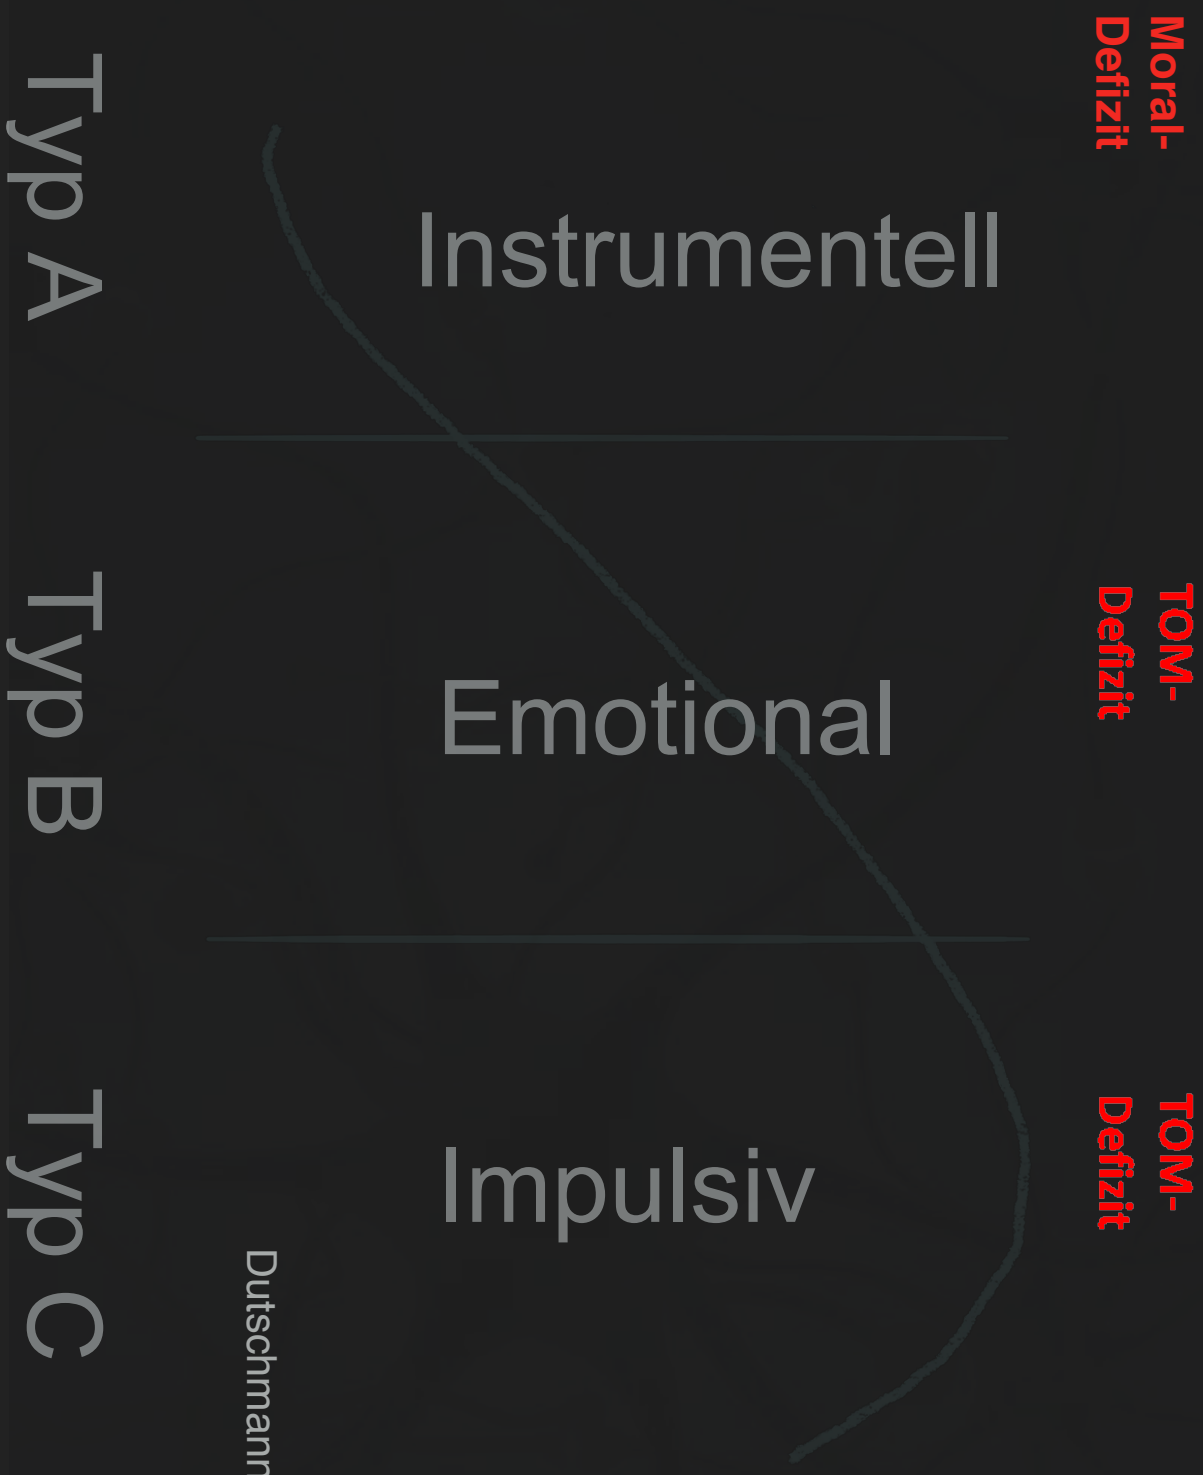 Moral-
Defizit
Typ A
Instrumentell
TOM-
Defizit
Typ B
Emotional
TOM-
Defizit
Typ C
Impulsiv
Dutschmann